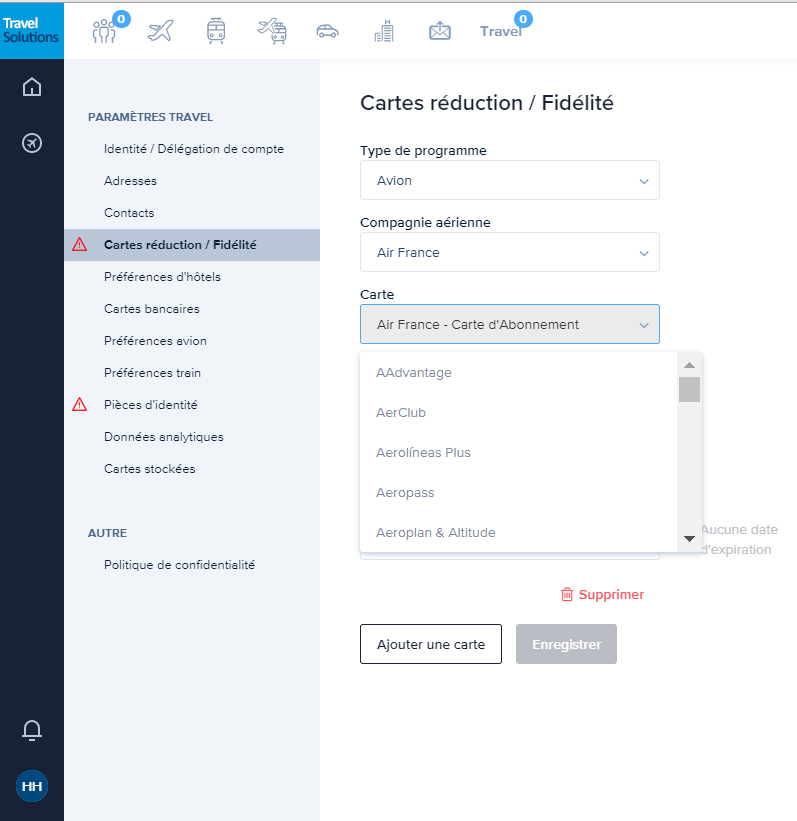 Travel
Solutions
0
Travel
0
PARAMÈTRES TRAVEL
Identité / Délégation de compte
Adresses
Contacts
Cartes réduction / Fidélité
Préférences d'hôtels
Cartes bancaires
Préférences avion
Préférences train
Pièces d'identité
Données analytiques
Cartes stockées
AUTRE
Politique de confidentialité
HH
Cartes réduction / Fidélité
Type de programme
Avion
Compagnie aérienne
Air France
Carte
Air France - Carte d'Abonnement
AAdvantage
AerClub
Aerolíneas Plus
Aeropass
Aeroplan & Altitude
Aucune date
d'expiration
Supprimer
Ajouter une carte
Enregistrer